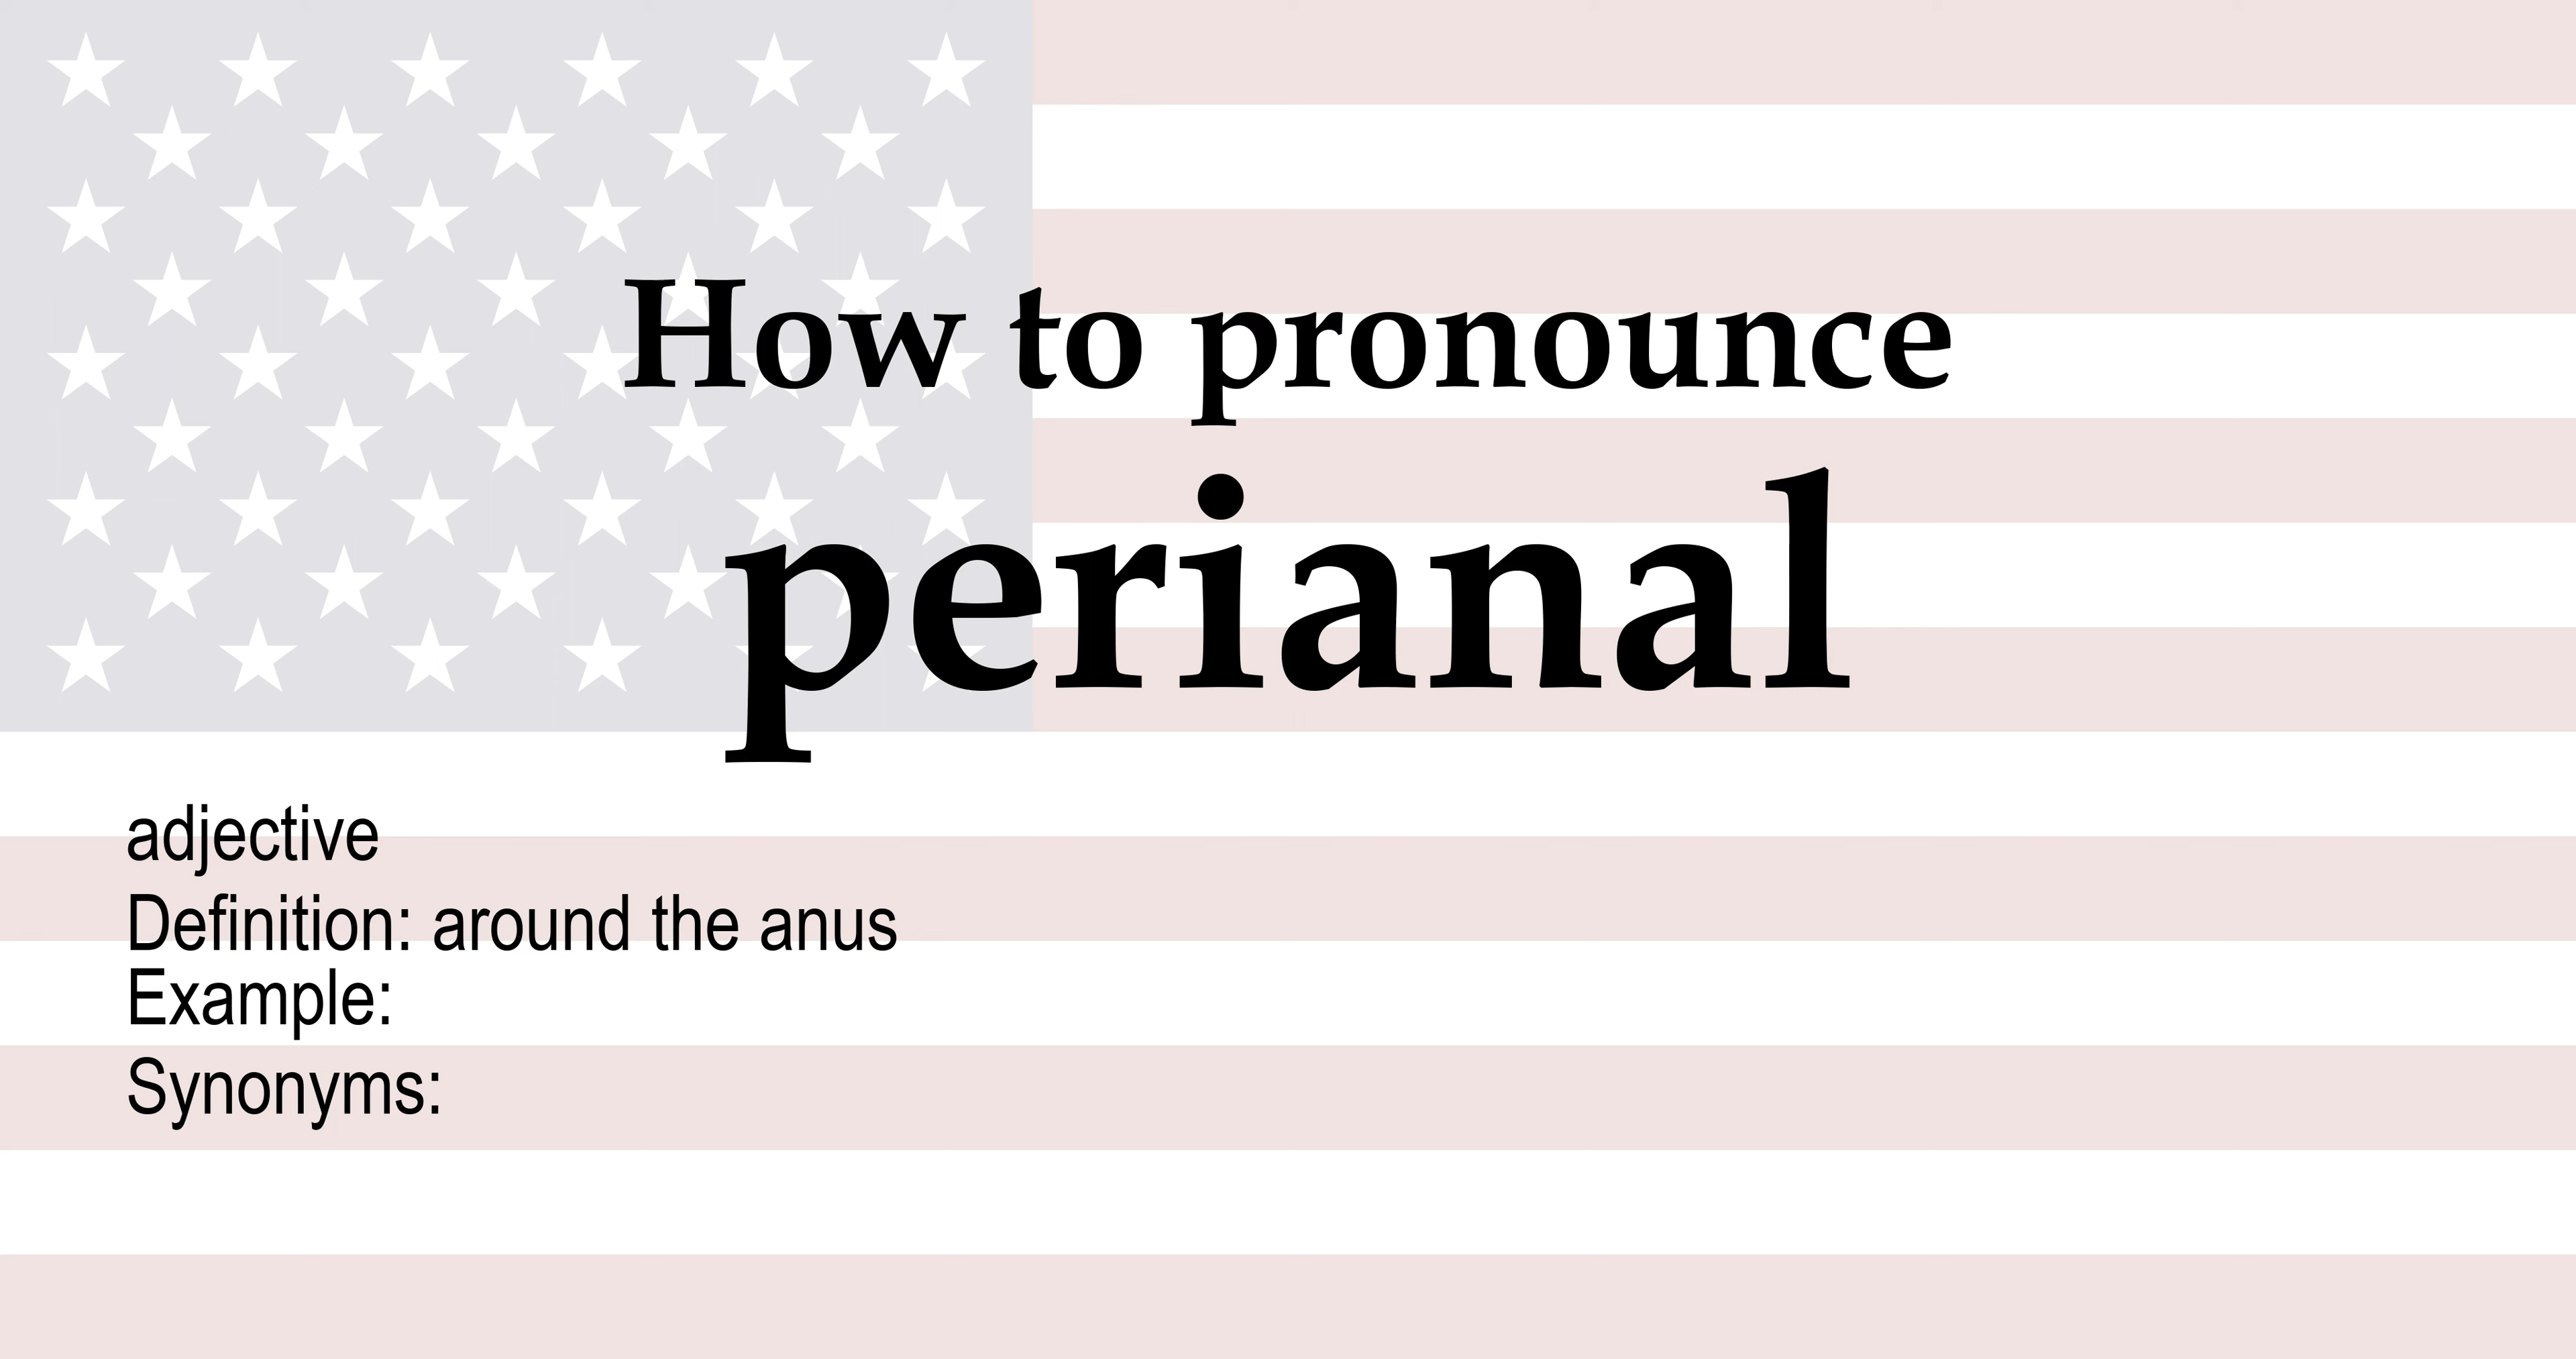 How to pronounce
perianal
adjective
Definition: around the anus
Example:
Synonyms: